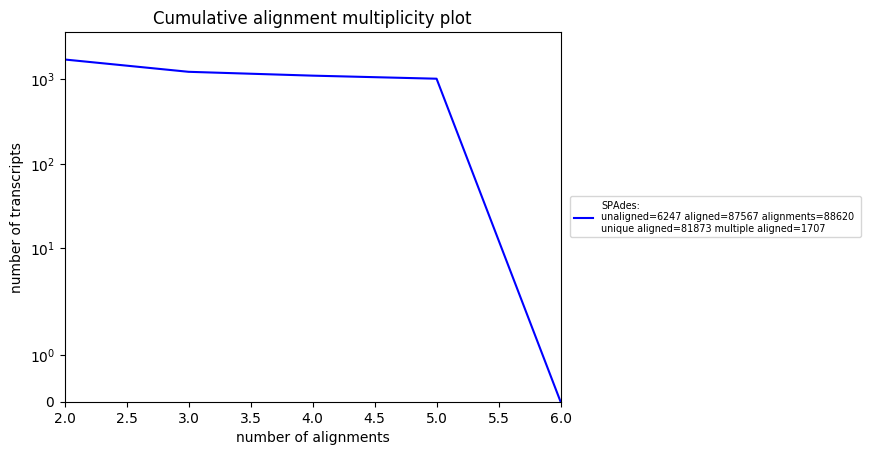 Cumulative alignment multiplicity plot
number of transcripts
10³
10²
10¹
10⁰
0
2.0 2.5 3.0 3.5 4.0 4.5 5.0 5.5 6.0
number of alignments
SPAdes:
unaligned=6247 aligned=87567 alignments=88620
unique aligned=81873 multiple aligned=1707